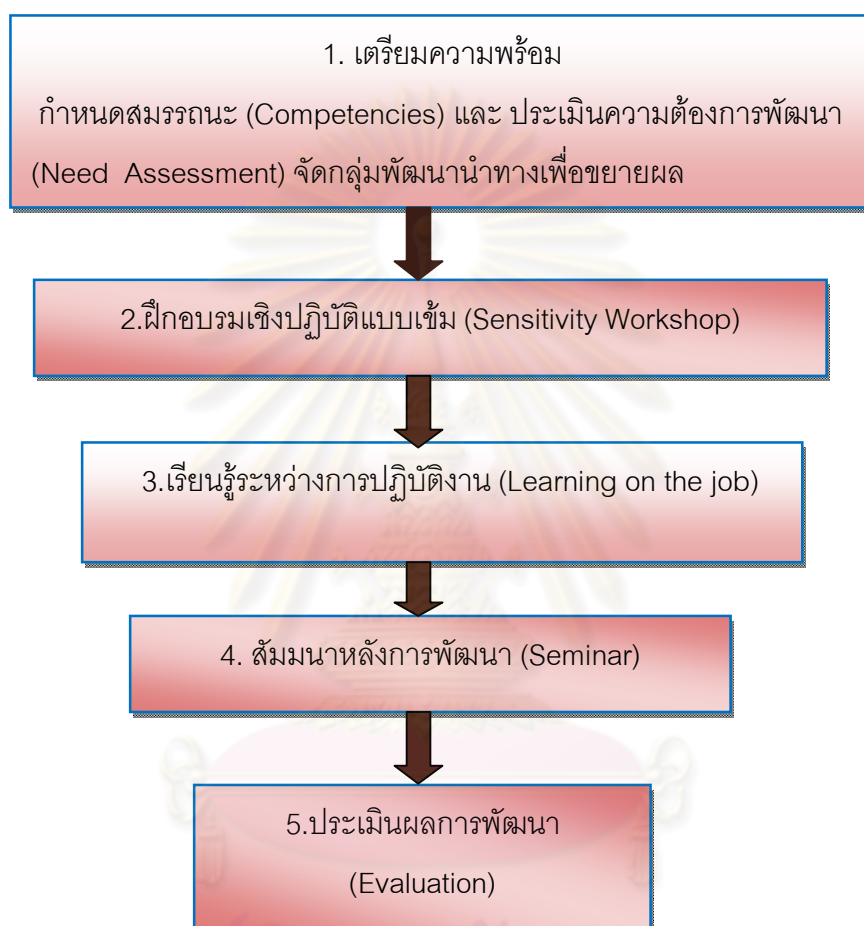 1. เตรียมความพร้อม
กำหนดสมรรถนะ (Competencies) และ ประเมินความต้องการพัฒนา
(Need Assessment) จัดกลุ่มพัฒนานำทางเพื่อขยายผล
2.ฝึกอบรมเชิงปฏิบัติแบบเข้ม (Sensitivity Workshop)
3.เรียนรู้ระหว่างการปฏิบัติงาน (Learning on the job)
4. สัมมนาหลังการพัฒนา (Seminar)
5.ประเมินผลการพัฒนา
(Evaluation)